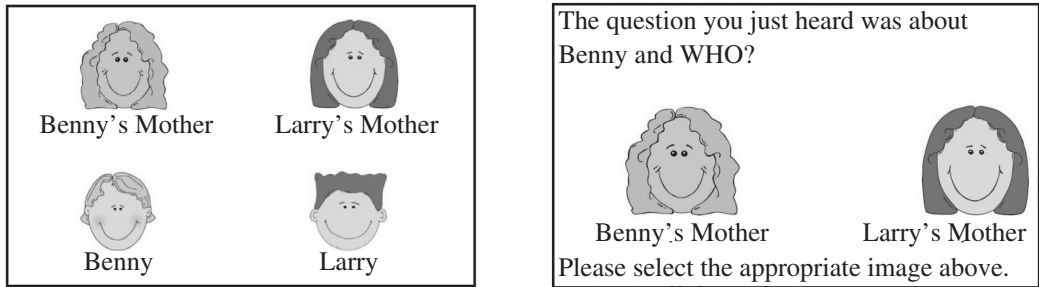 Benny’s Mother Larry’s Mother
Benny Larry
The question you just heard was about
Benny and WHO?
Benny’s Mother Larry’s Mother
Please select the appropriate image above.